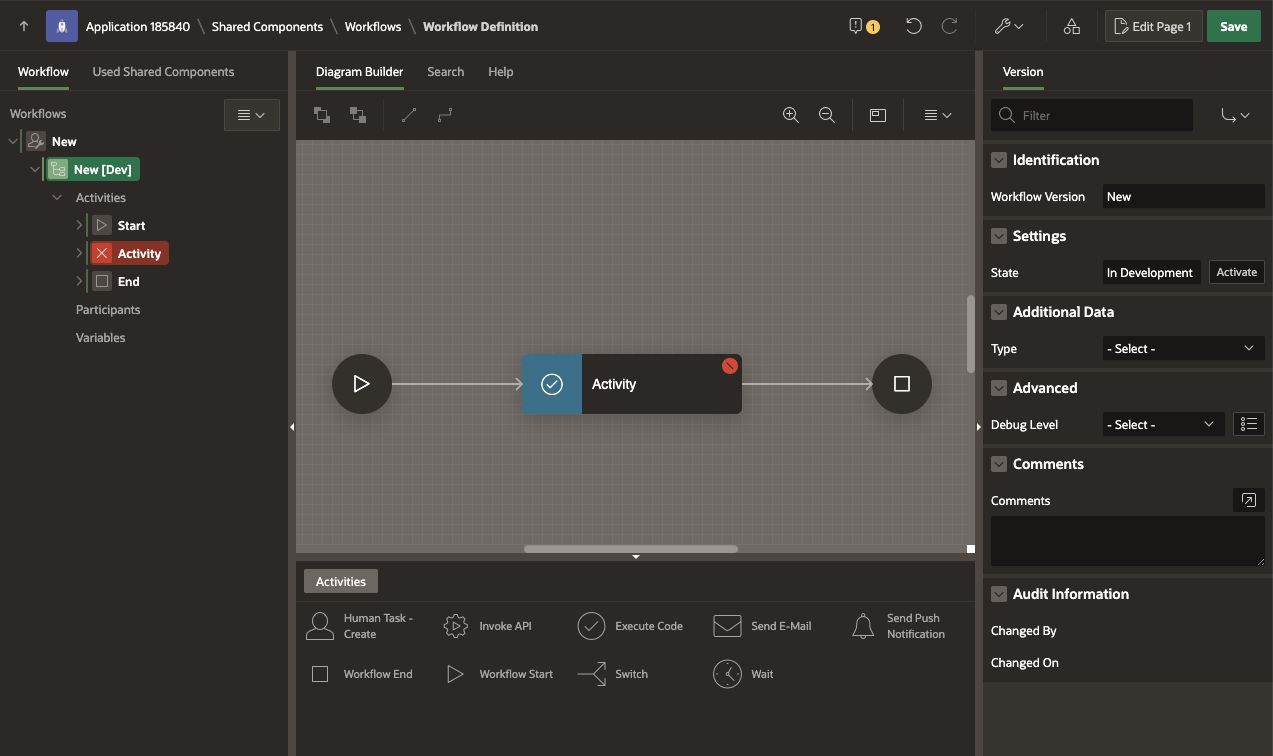 Application 185840 \ Shared Components \ Workflows \ Workflow Definition
1
Edit Page 1
Save
Workflow
Used Shared Components
Workflows
New
New [Dev]
Activities
Start
Activity
End
Participants
Variables
Diagram Builder
Search
Help
Activity
Activities
Human Task -
Create
Invoke API
Execute Code
Send E-Mail
Send Push
Notification
Workflow End
Workflow Start
Switch
Wait
Version
Filter
Identification
Workflow Version
New
Settings
State
In Development
Activate
Additional Data
Type
- Select -
Advanced
Debug Level
- Select -
Comments
Comments
Audit Information
Changed By
Changed On